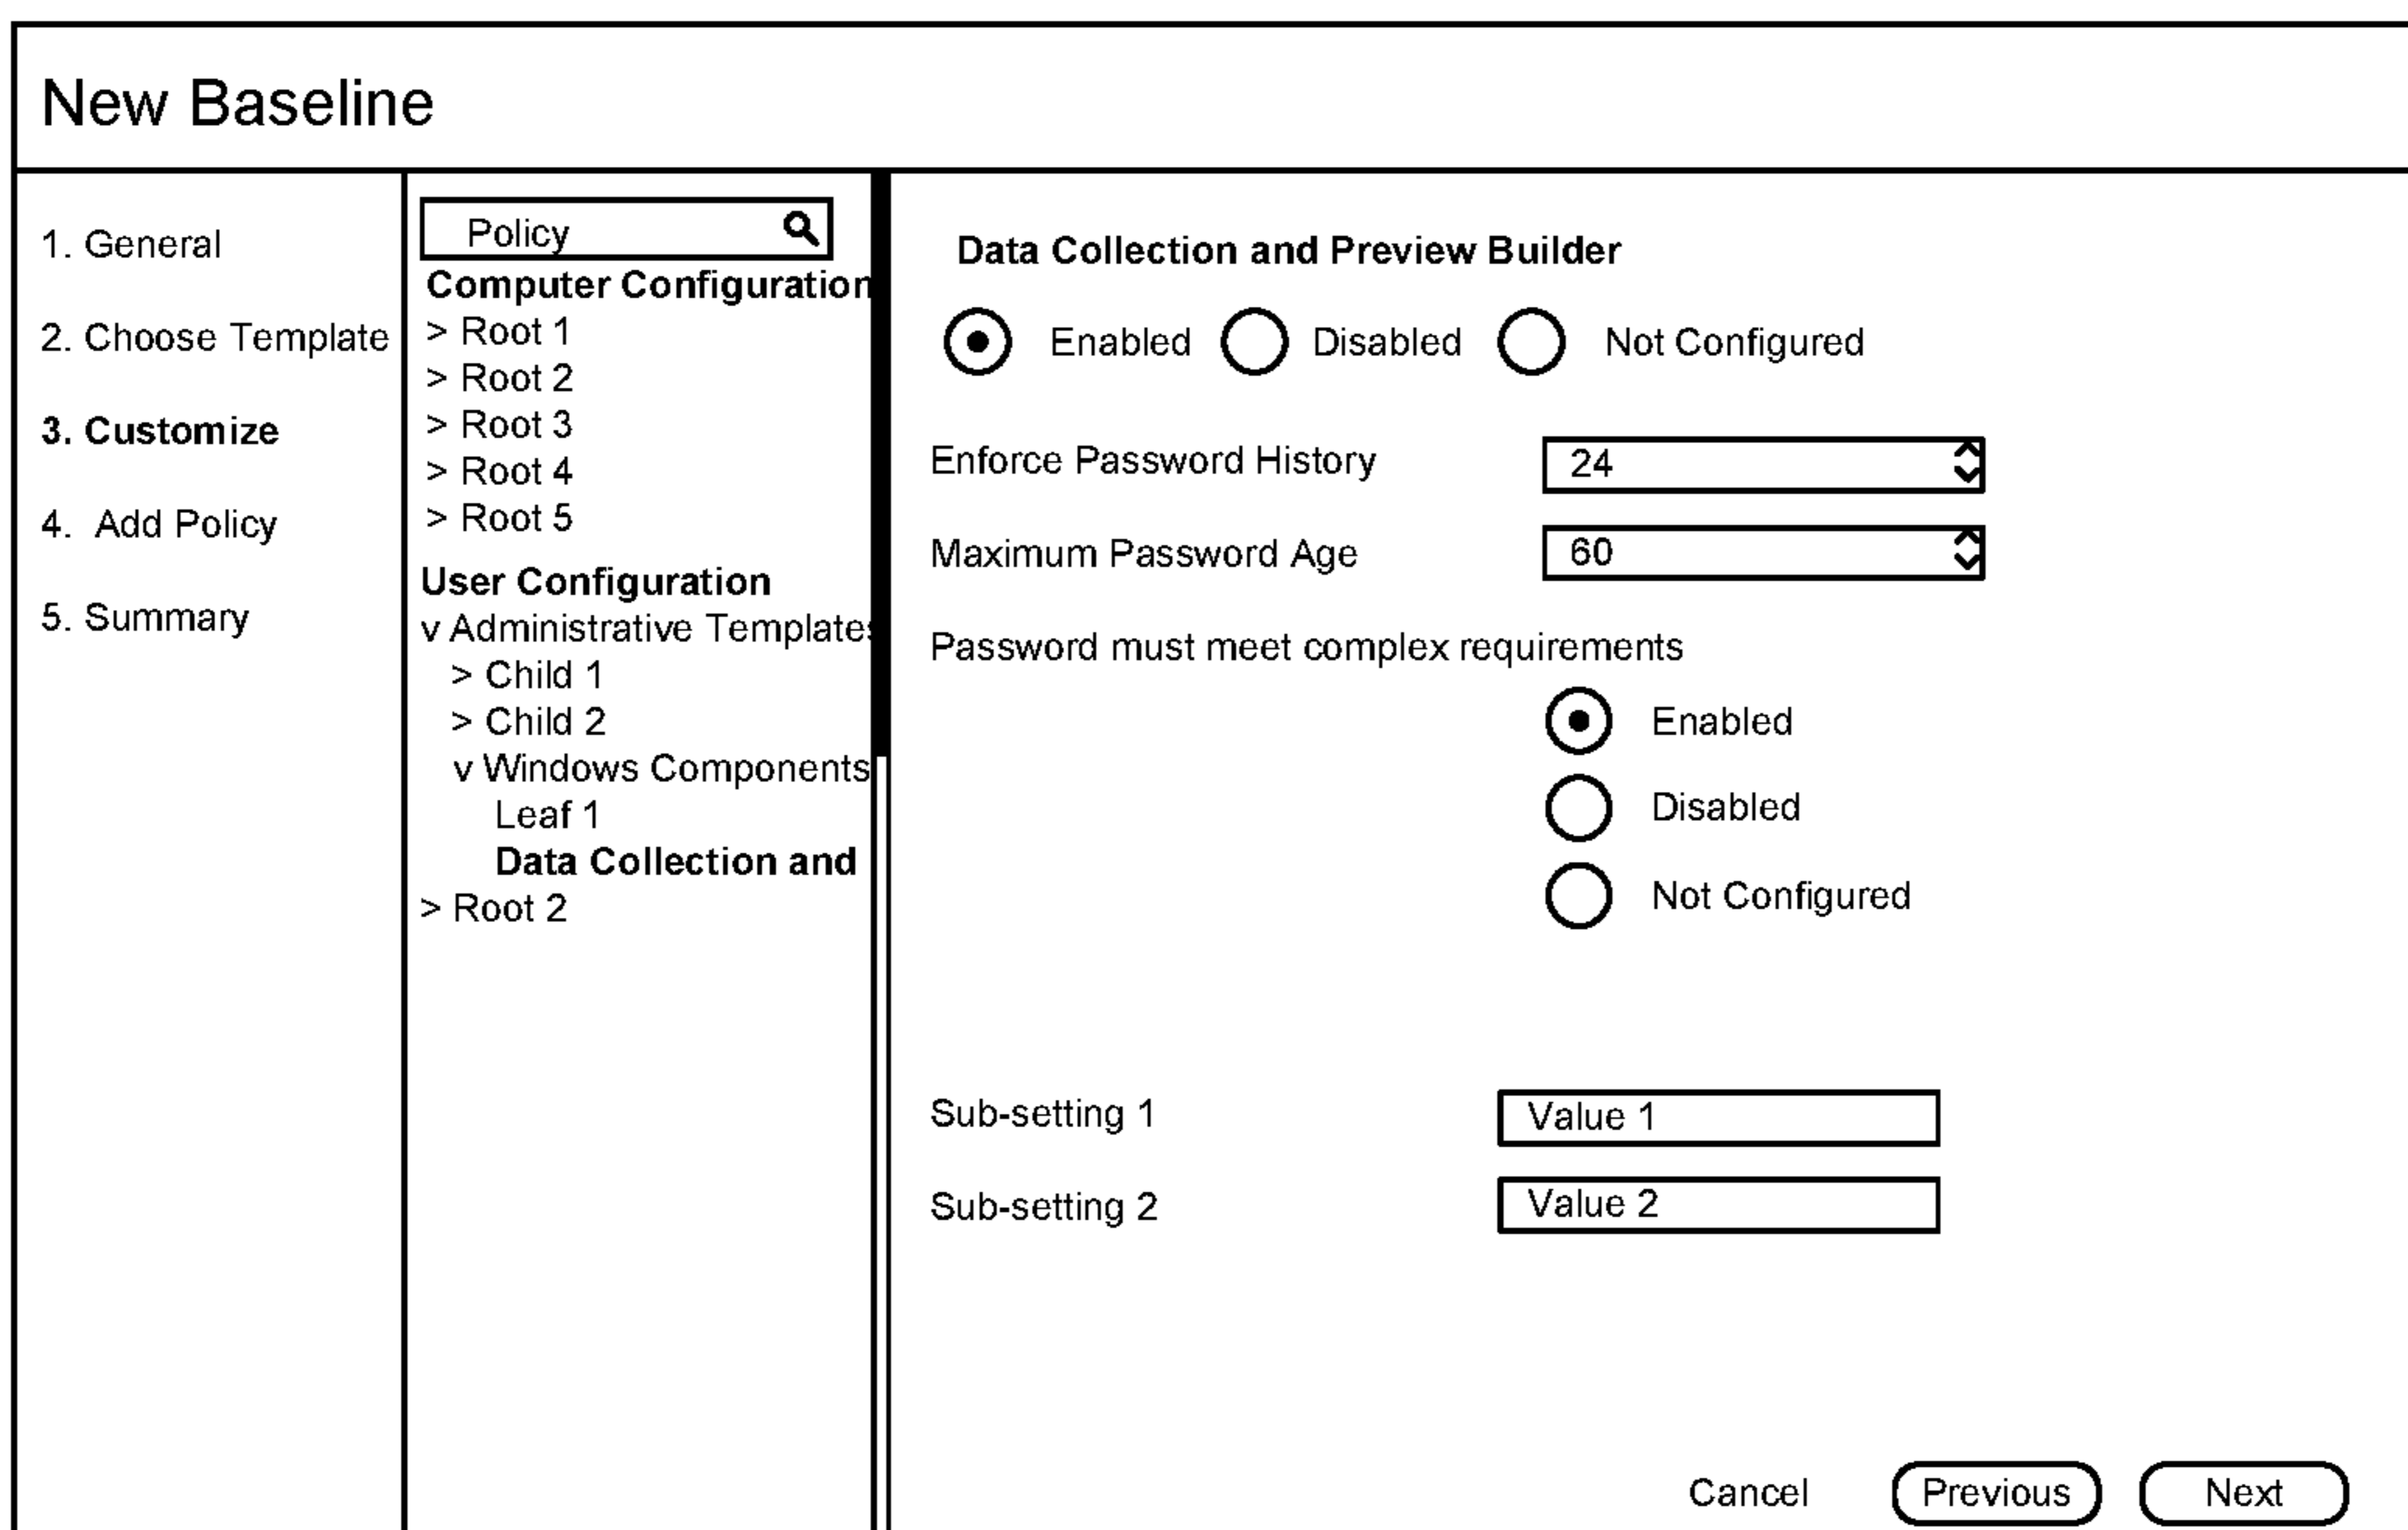 New Baseline
1. General
2. Choose Template
3. Customize
4. Add Policy
5. Summary
Policy
Computer Configuration
> Root 1
> Root 2
> Root 3
> Root 4
> Root 5
User Configuration
v Administrative Templates
> Child 1
> Child 2
v Windows Components
Leaf 1
Data Collection and
> Root 2
Data Collection and Preview Builder
Enabled Disabled Not Configured
Enforce Password History 24
Maximum Password Age 60
Password must meet complex requirements
Enabled
Disabled
Not Configured
Sub-setting 1 Value 1
Sub-setting 2 Value 2
Cancel Previous Next